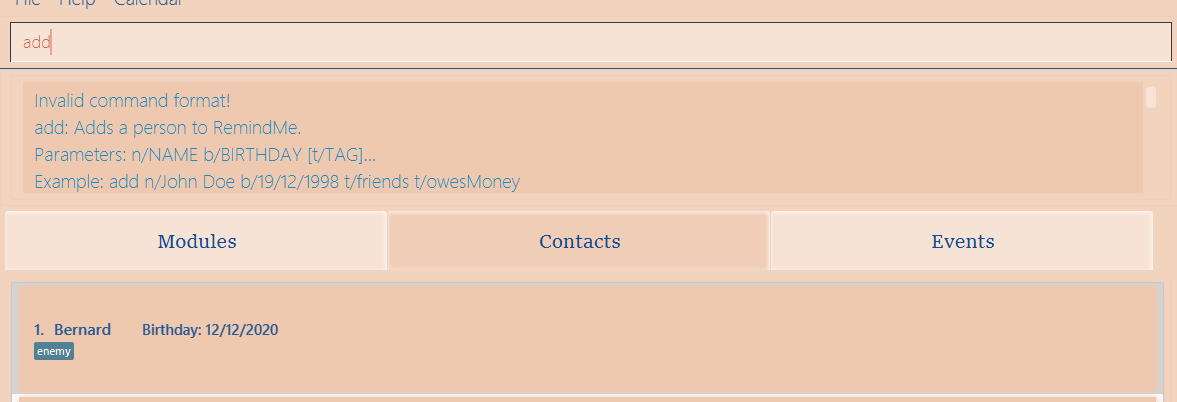 File Help Calendar
add
Invalid command format!
add: Adds a person to RemindMe.
Parameters: n/NAME b/BIRTHDAY [t/TAG]...
Example: add n/John Doe b/19/12/1998 t/friends t/owesMoney
Modules Contacts Events
1. Bernard Birthday: 12/12/2020
enemy